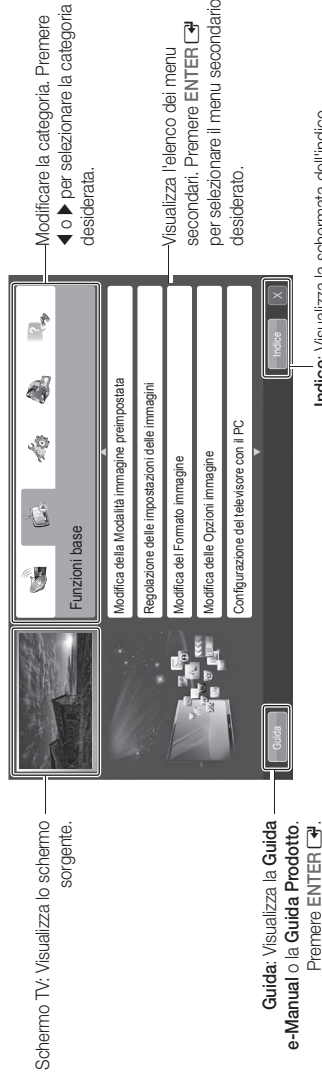 Schermo TV: Visualizza lo schermo
sorgente.
Modificare la categoria. Premere
◀ o ▶ per selezionare la categoria
desiderata.
Funzioni base
Modifica della Modalità immagine preimpostata
Regolazione delle impostazioni delle immagini
Modifica del Formato immagine
Modifica delle Opzioni immagine
Configurazione del televisore con il PC
Visualizza l'elenco dei menu
secondari. Premere ENTER
per selezionare il menu secondario
desiderato.
Guida
Indice
X
Guida: Visualizza la Guida
e-Manual o la Guida Prodotto.
Premere ENTER.
Indice: Visualizza la schermata dell'indice.